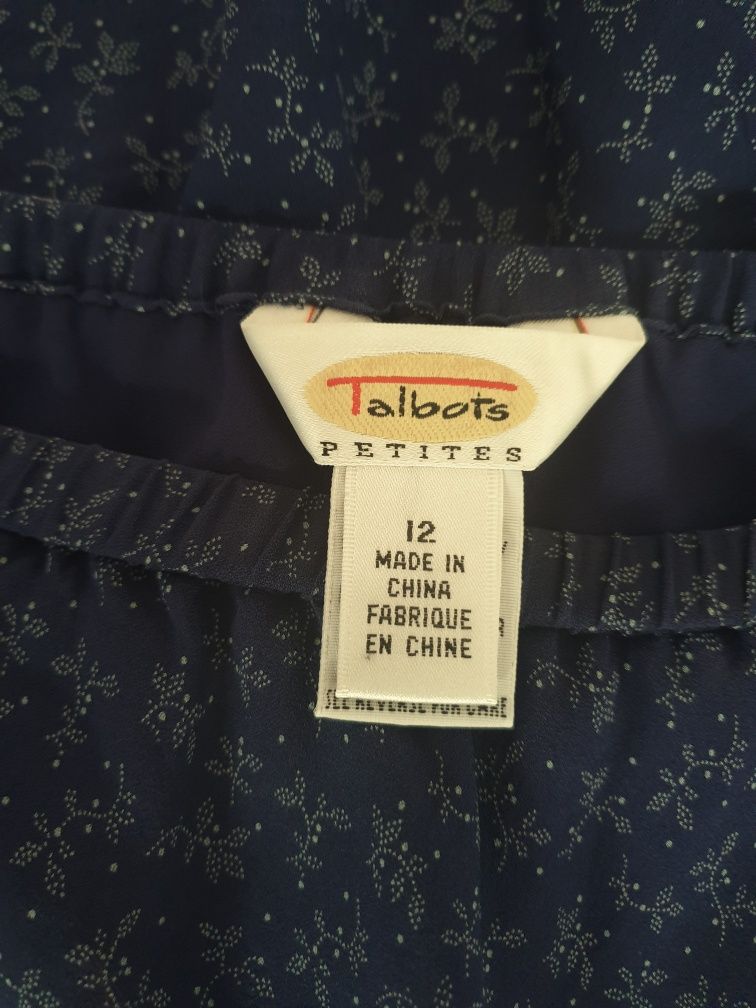 Talbots
PETITES
12
MADE IN
CHINA
FABRIQUE
EN CHINE
SEE REVERSE FOR CARE